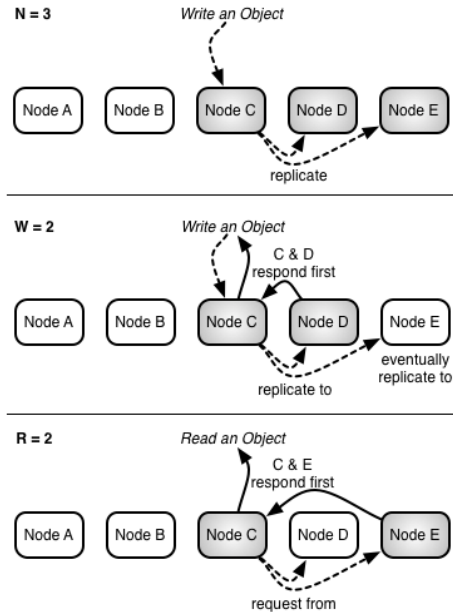 N = 3
Write an Object
Node A
Node B
Node C
Node D
Node E
replicate
W = 2
Write an Object
C & D
respond first
Node A
Node B
Node C
Node D
Node E
replicate to
eventually
replicate to
R = 2
Read an Object
C & E
respond first
Node A
Node B
Node C
Node D
Node E
request from